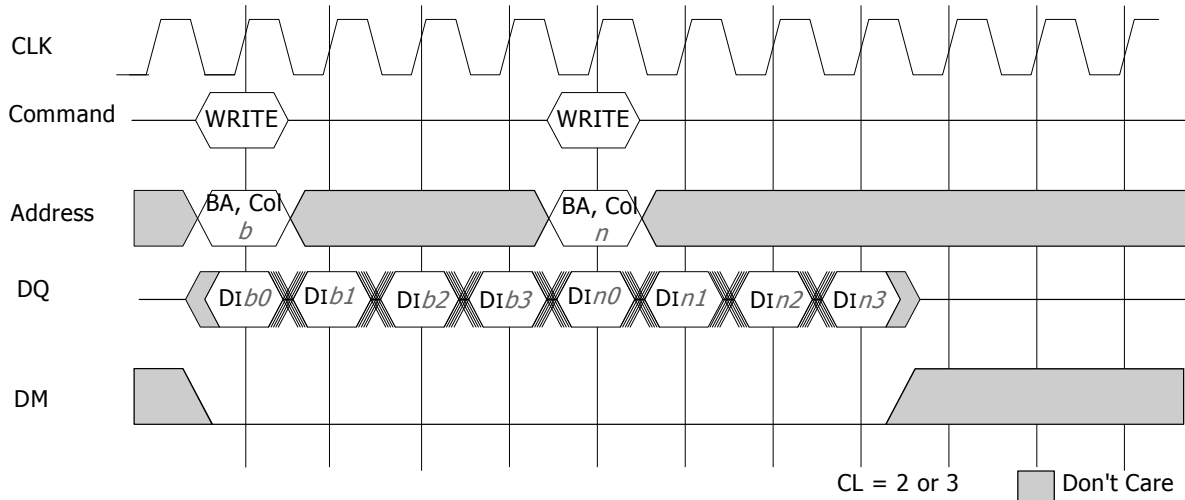 CLK
Command WRITE WRITE
Address BA, Col BA, Col
b n
DQ DIb0 DIb1 DIb2 DIb3 DIn0 DIn1 DIn2 DIn3
DM
CL = 2 or 3 Don't Care